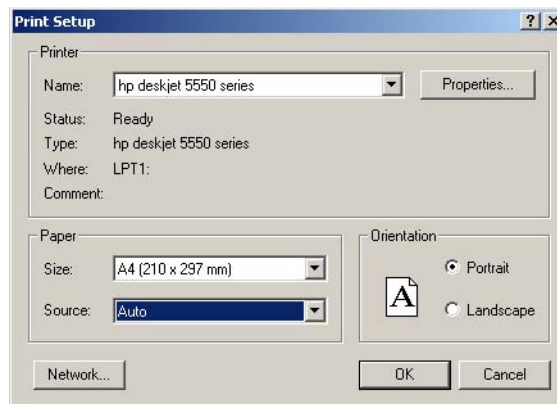 Print Setup
Printer
Name: hp deskjet 5550 series Properties...
Status: Ready
Type: hp deskjet 5550 series
Where: LPT1:
Comment:
Paper Orientation
Size: A4 (210 x 297 mm) Portrait
A
Source: Auto Landscape
Network... OK Cancel